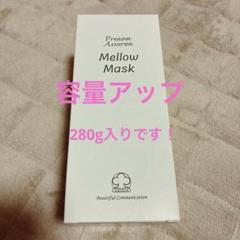 Prenom
Assuren
Mellow
Mask
容量アップ
280g入りです！
Beautiful Communication